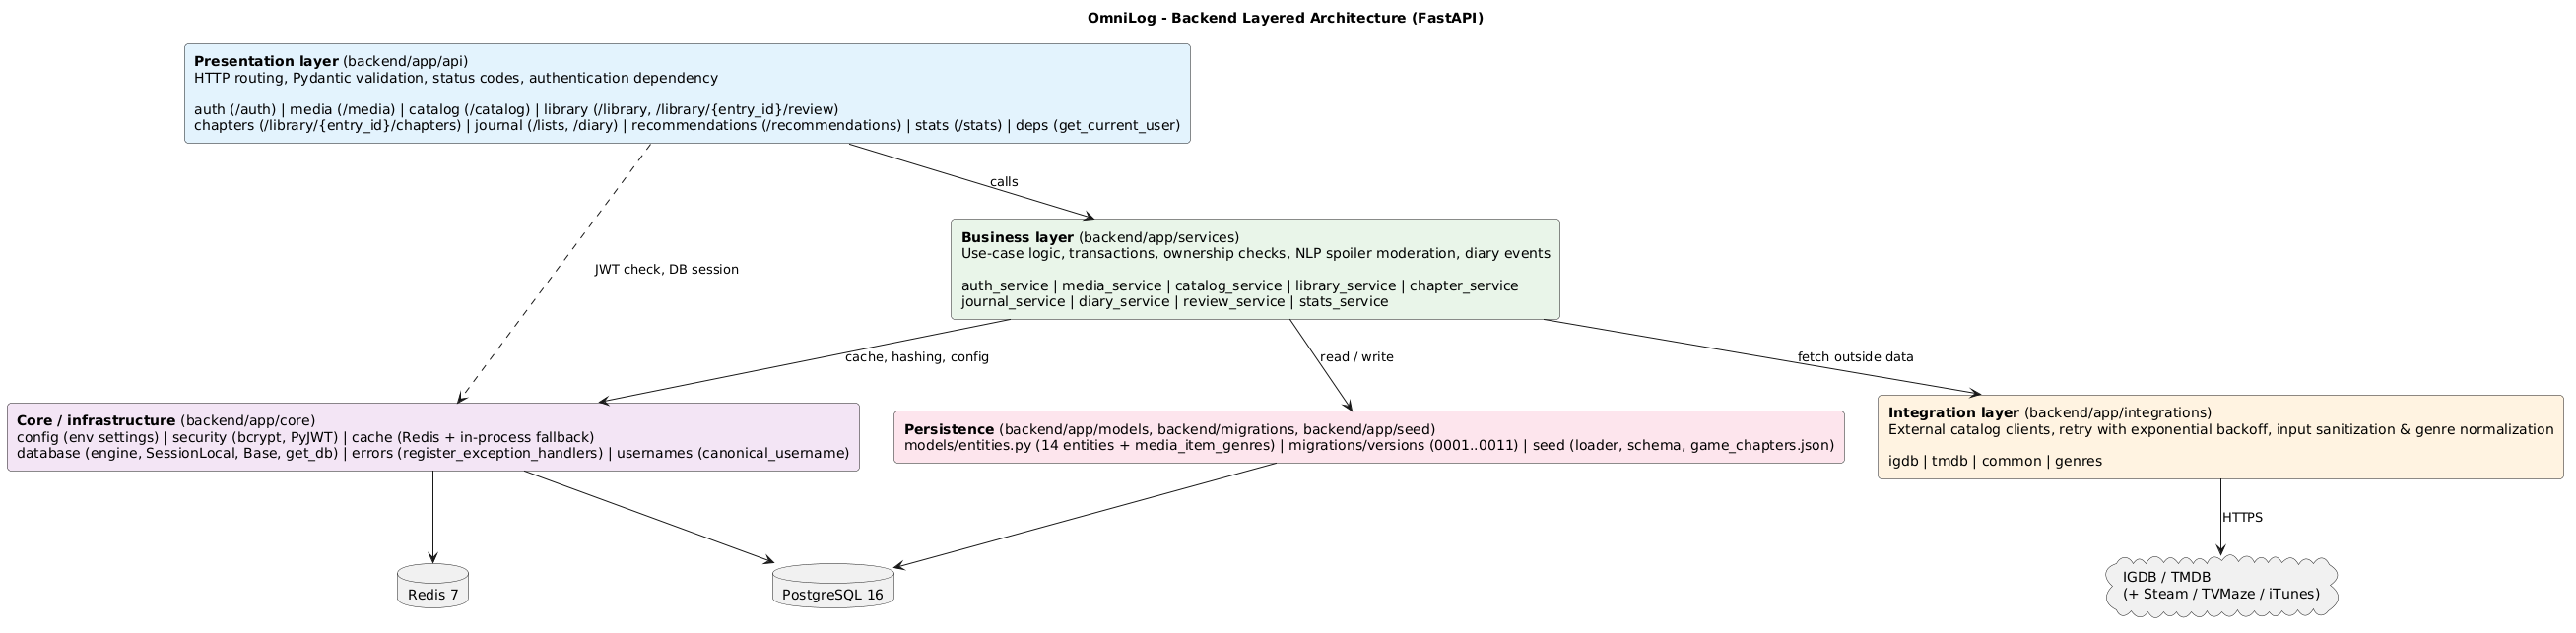 OmniLog - Backend Layered Architecture (FastAPI)
Presentation layer (backend/app/api)
HTTP routing, Pydantic validation, status codes, authentication dependency
auth (/auth) | media (/media) | catalog (/catalog) | library (/library, /library/{entry_id}/review)
chapters (/library/{entry_id}/chapters) | journal (/lists, /diary) | recommendations (/recommendations) | stats (/stats) | deps (get_current_user)
calls
JWT check, DB session
Business layer (backend/app/services)
Use-case logic, transactions, ownership checks, NLP spoiler moderation, diary events
auth_service | media_service | catalog_service | library_service | chapter_service
journal_service | diary_service | review_service | stats_service
cache, hashing, config
read / write
fetch outside data
Core / infrastructure (backend/app/core)
config (env settings) | security (bcrypt, PyJWT) | cache (Redis + in-process fallback)
database (engine, SessionLocal, Base, get_db) | errors (register_exception_handlers) | usernames (canonical_username)
Persistence (backend/app/models, backend/migrations, backend/app/seed)
models/entities.py (14 entities + media_item_genres) | migrations/versions (0001..0011) | seed (loader, schema, game_chapters.json)
Integration layer (backend/app/integrations)
External catalog clients, retry with exponential backoff, input sanitization & genre normalization
igdb | tmdb | common | genres
HTTPS
Redis 7
PostgreSQL 16
IGDB / TMDB
(+ Steam / TVMaze / iTunes)